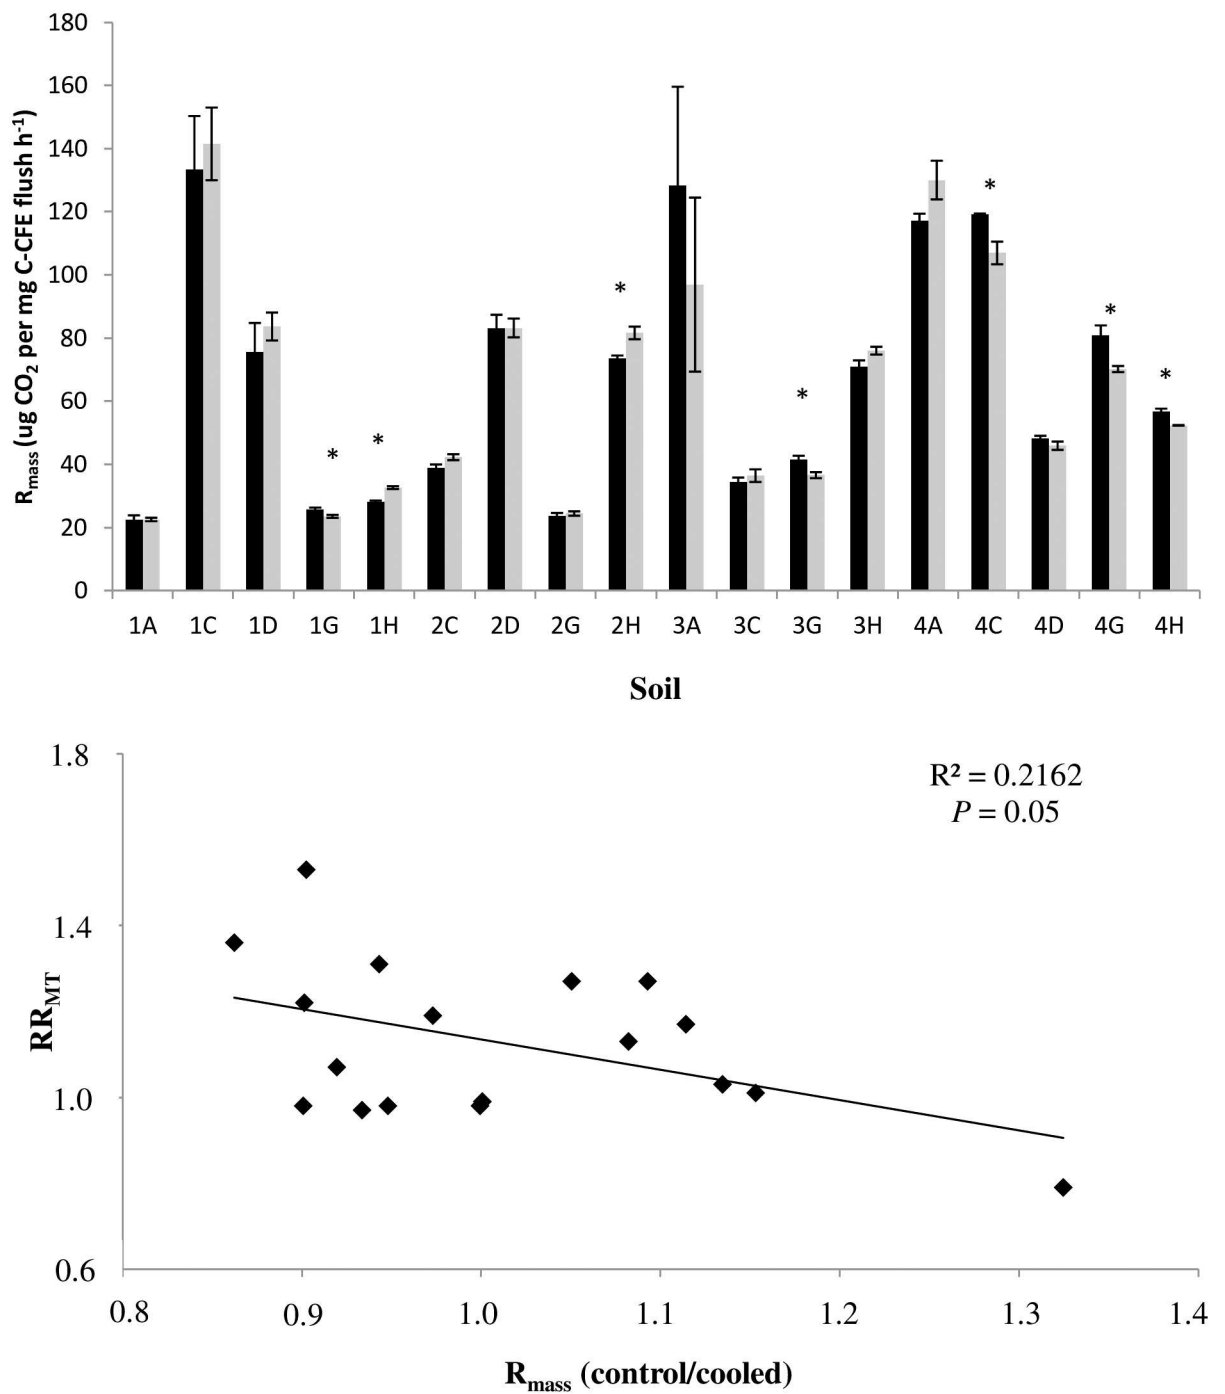 180
160
140
120
100
80
60
40
20
0
R_mass (ug CO₂ per mg C-CFE flush h⁻¹)
* * * * * * *
1A 1C 1D 1G 1H 2C 2D 2G 2H 3A 3C 3G 3H 4A 4C 4D 4G 4H
Soil
1.8
1.4
1.0
0.6
RR_MT
R² = 0.2162
P = 0.05
0.8 0.9 1.0 1.1 1.2 1.3 1.4
R_mass (control/cooled)